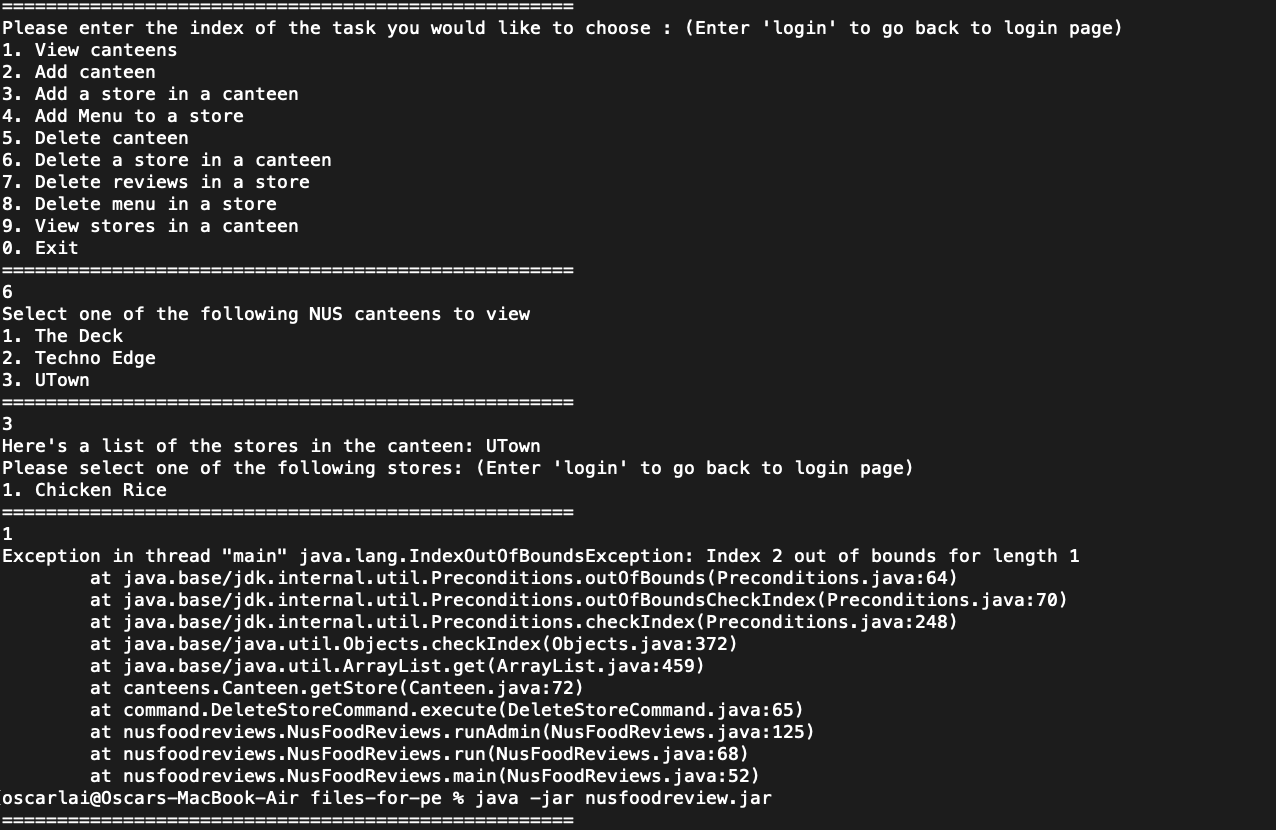 ====================================================
Please enter the index of the task you would like to choose : (Enter 'login' to go back to login page)
1. View canteens
2. Add canteen
3. Add a store in a canteen
4. Add Menu to a store
5. Delete canteen
6. Delete a store in a canteen
7. Delete reviews in a store
8. Delete menu in a store
9. View stores in a canteen
0. Exit
====================================================
6
Select one of the following NUS canteens to view
1. The Deck
2. Techno Edge
3. UTown
====================================================
3
Here's a list of the stores in the canteen: UTown
Please select one of the following stores: (Enter 'login' to go back to login page)
1. Chicken Rice
====================================================
1
Exception in thread "main" java.lang.IndexOutOfBoundsException: Index 2 out of bounds for length 1
        at java.base/jdk.internal.util.Preconditions.outOfBounds(Preconditions.java:64)
        at java.base/jdk.internal.util.Preconditions.outOfBoundsCheckIndex(Preconditions.java:70)
        at java.base/jdk.internal.util.Preconditions.checkIndex(Preconditions.java:248)
        at java.base/java.util.Objects.checkIndex(Objects.java:372)
        at java.base/java.util.ArrayList.get(ArrayList.java:459)
        at canteens.Canteen.getStore(Canteen.java:72)
        at command.DeleteStoreCommand.execute(DeleteStoreCommand.java:65)
        at nusfoodreviews.NusFoodReviews.runAdmin(NusFoodReviews.java:125)
        at nusfoodreviews.NusFoodReviews.run(NusFoodReviews.java:68)
        at nusfoodreviews.NusFoodReviews.main(NusFoodReviews.java:52)
oscarlai@Oscars-MacBook-Air files-for-pe % java -jar nusfoodreview.jar
====================================================